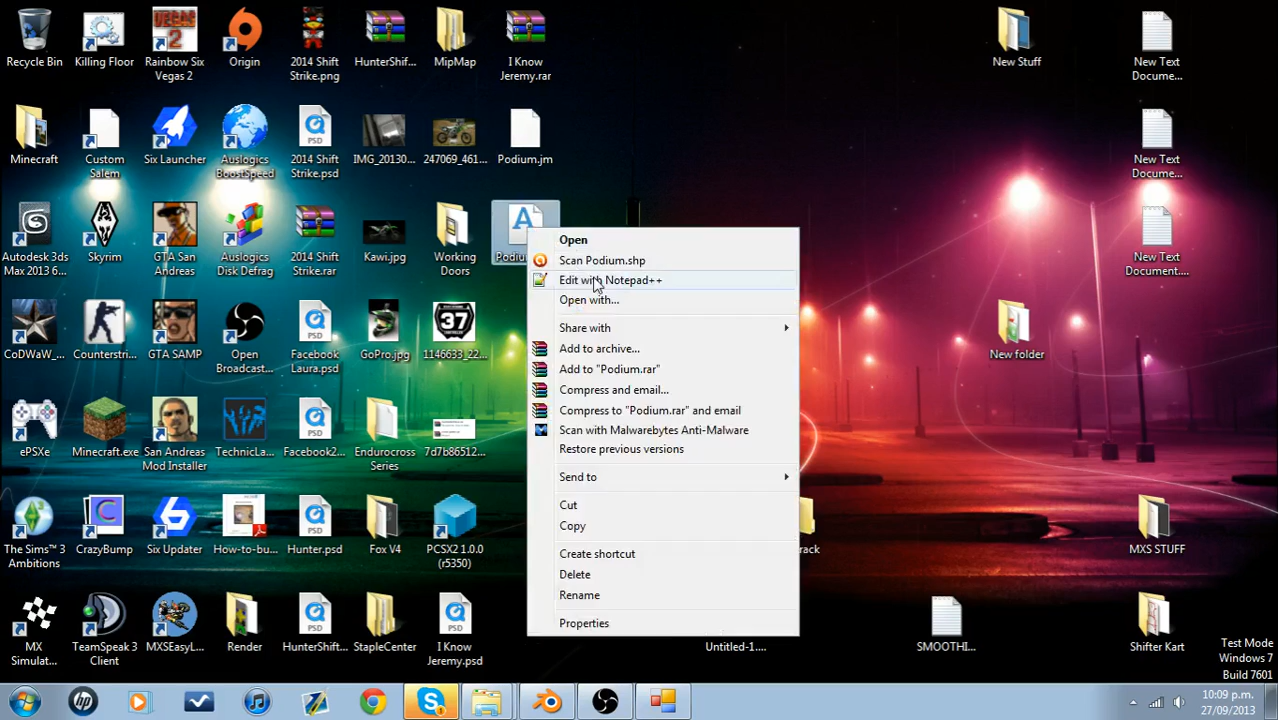 Recycle Bin
Killing Floor
Rainbow Six
Vegas 2
Origin
2014 Shift
Strike.png
HunterShif...
MipMap
I Know
Jeremy.rar
New Stuff
New Text
Docume...
Minecraft
Custom
Salem
Six Launcher
Auslogics
BoostSpeed
2014 Shift
Strike.psd
IMG_20130...
247069_461...
Podium.jm
New Text
Docume...
Autodesk 3ds
Max 2013 6...
Skyrim
GTA San
Andreas
Auslogics
Disk Defrag
2014 Shift
Strike.rar
Kawi.jpg
Working
Doors
New Text
Document....
Open
Scan Podium.shp
Edit with Notepad++
Open with...
Share with
Add to archive...
Add to "Podium.rar"
Compress and email...
Compress to "Podium.rar" and email
Scan with Malwarebytes Anti-Malware
Restore previous versions
Send to
Cut
Copy
Create shortcut
Delete
Rename
Properties
CoDWaW_...
Counterstri...
GTA SAMP
Open
Broadcast...
Facebook
Laura.psd
GoPro.jpg
37
1146633_22...
New folder
ePSXe
Minecraft.exe
San Andreas
Mod Installer
TechnicLa...
Facebook2...
Endurocross
Series
7d7b86512...
The Sims™ 3
Ambitions
CrazyBump
Six Updater
How-to-bu...
Hunter.psd
Fox V4
PCSX2 1.0.0
(r5350)
MXS STUFF
MX
Simulat...
TeamSpeak 3
Client
MXSEasyL...
Render
HunterShif...
StapleCenter
I Know
Jeremy.psd
Untitled-1....
SMOOTHI...
Shifter Kart
Test Mode
Windows 7
Build 7601
10:09 p.m.
27/09/2013